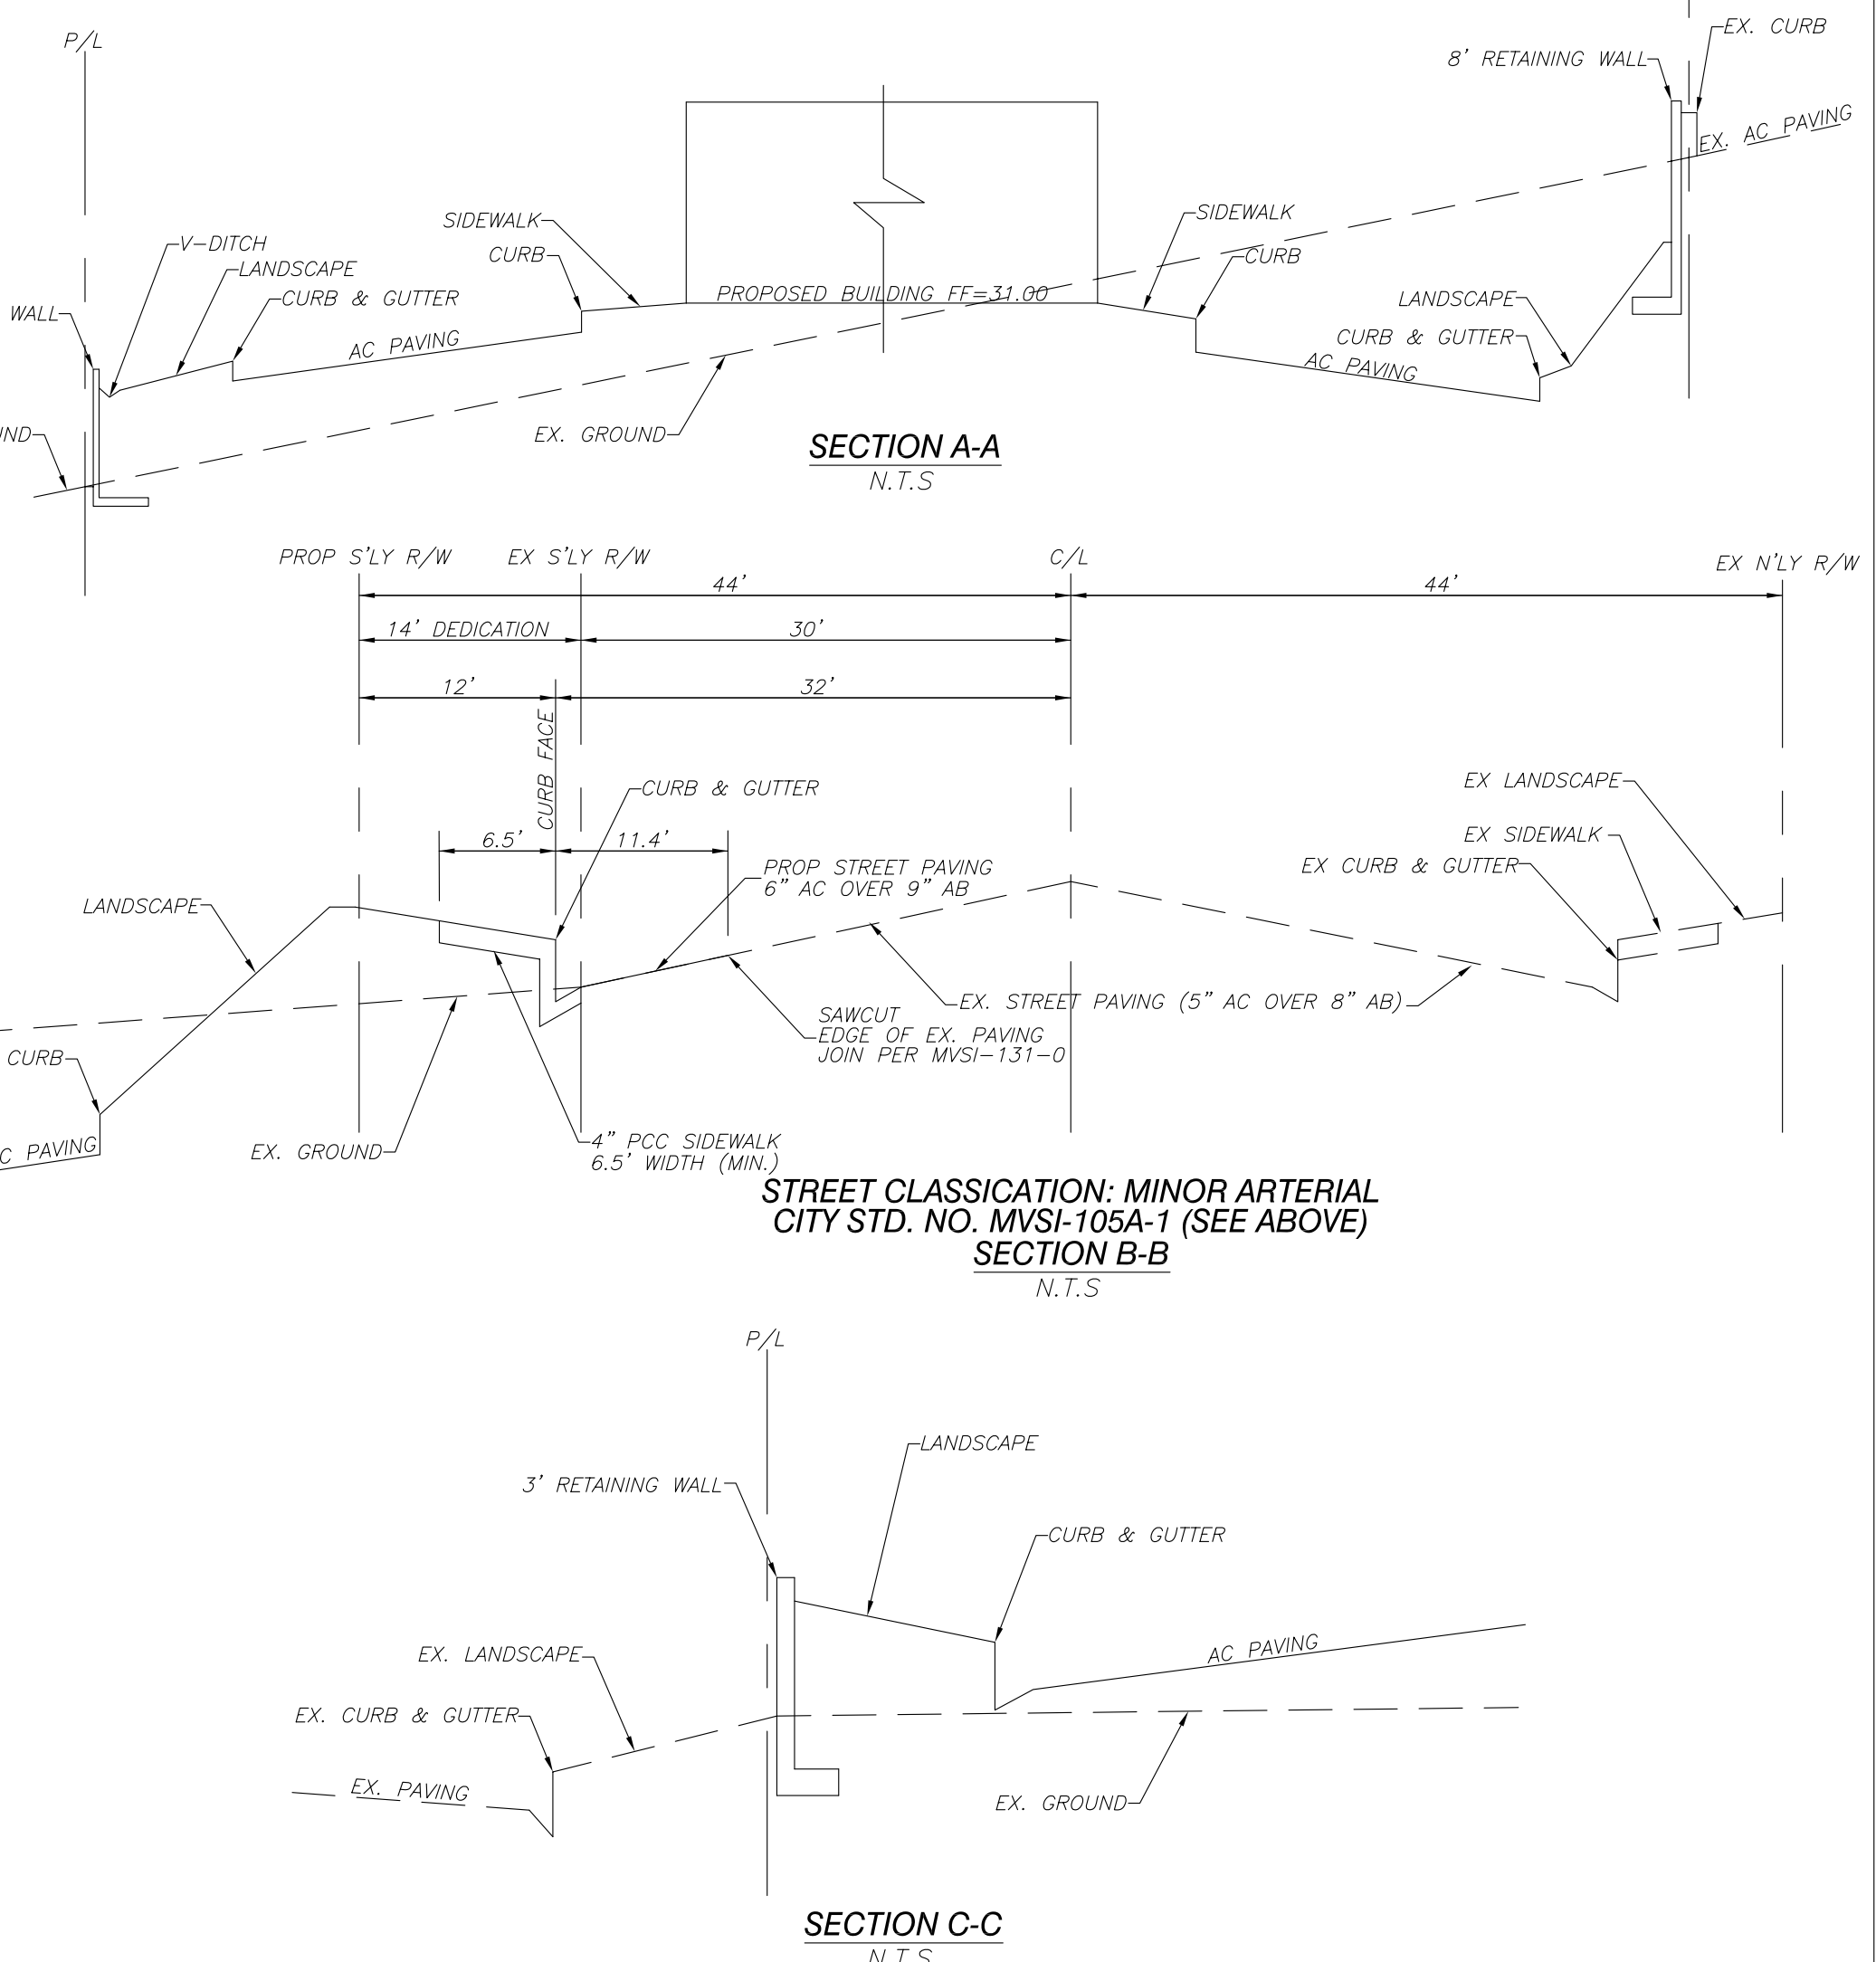 P/L
EX. CURB
8' RETAINING WALL
EX. AC PAVING
SIDEWALK
SIDEWALK
V-DITCH
CURB
CURB
LANDSCAPE
CURB & GUTTER
PROPOSED BUILDING FF=31.00
LANDSCAPE
WALL
AC PAVING
CURB & GUTTER
AC PAVING
EX. GROUND
SECTION A-A
N.T.S
PROP S'LY R/W
EX S'LY R/W
C/L
EX N'LY R/W
44'
44'
14' DEDICATION
30'
12'
32'
CURB FACE
CURB & GUTTER
EX LANDSCAPE
6.5'
11.4'
EX SIDEWALK
PROP STREET PAVING
6" AC OVER 9" AB
EX CURB & GUTTER
LANDSCAPE
EX. STREET PAVING (5" AC OVER 8" AB)
SAWCUT
EDGE OF EX. PAVING
JOIN PER MVSI-131-0
CURB
C PAVING
EX. GROUND
4" PCC SIDEWALK
6.5' WIDTH (MIN.)
STREET CLASSICATION: MINOR ARTERIAL
CITY STD. NO. MVSI-105A-1 (SEE ABOVE)
SECTION B-B
N.T.S
P/L
LANDSCAPE
3' RETAINING WALL
CURB & GUTTER
AC PAVING
EX. LANDSCAPE
EX. CURB & GUTTER
EX. PAVING
EX. GROUND
SECTION C-C
N.T.S